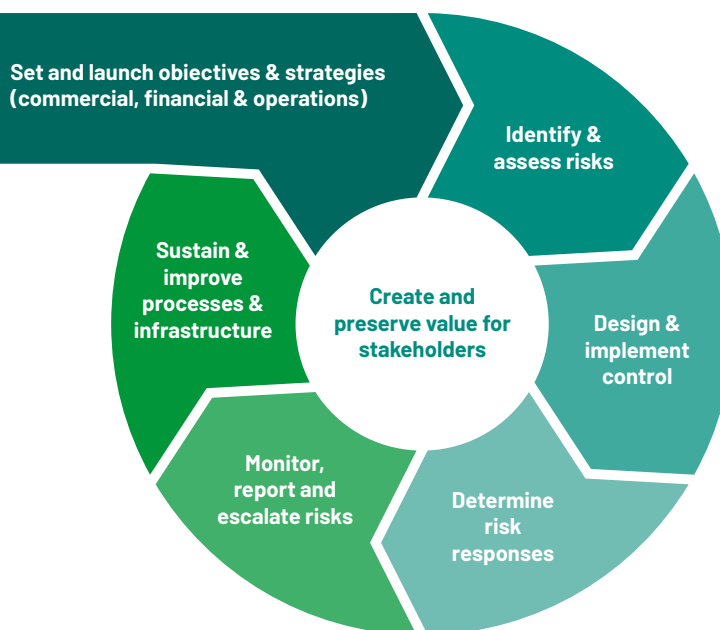 Set and launch obiectives & strategies
(commercial, financial & operations)
Identify &
assess risks
Design &
implement
control
Determine
risk
responses
Monitor,
report and
escalate risks
Sustain &
improve
processes &
infrastructure
Create and
preserve value for
stakeholders